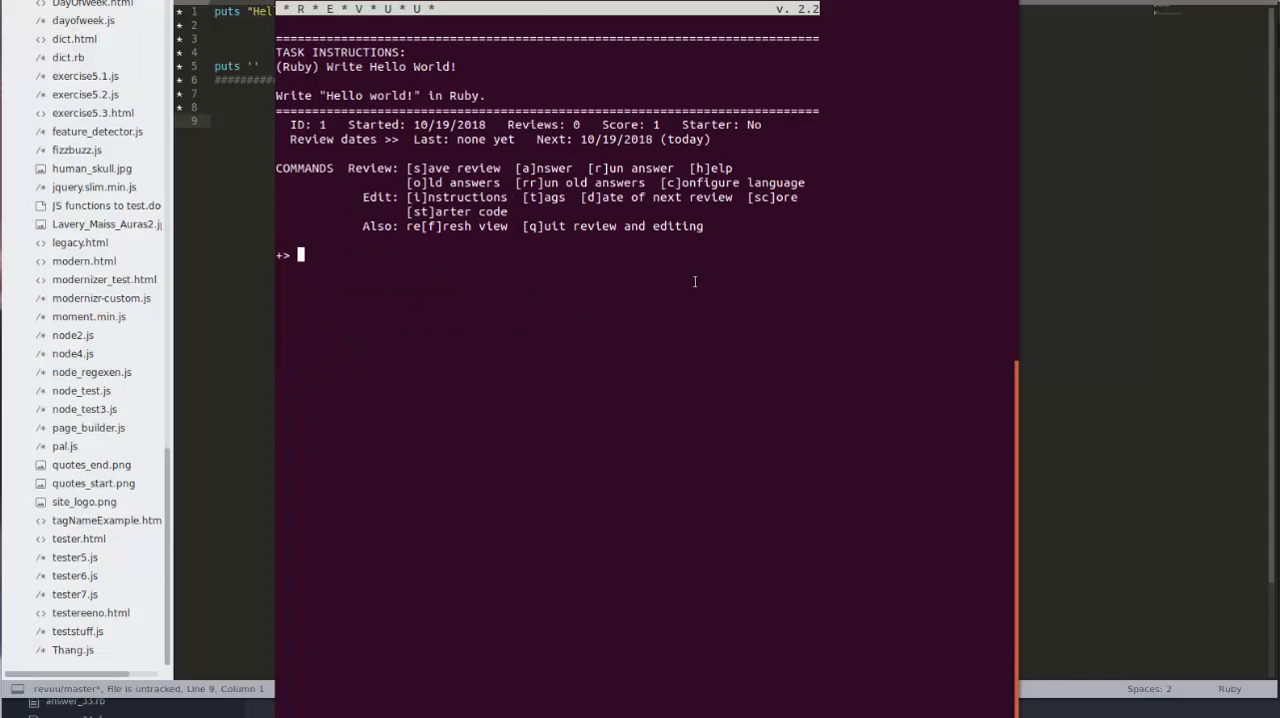 DayOfWeek.html
dayofweek.js
dict.html
dict.rb
exercise5.1.js
exercise5.2.js
exercise5.3.html
feature_detector.js
fizzbuzz.js
human_skull.jpg
jquery.slim.min.js
JS functions to test.do
Lavery_Maiss_Auras2.j
legacy.html
modern.html
modernizer_test.html
modernizr-custom.js
moment.min.js
node2.js
node4.js
node_regexen.js
node_test.js
node_test3.js
page_builder.js
pal.js
quotes_end.png
quotes_start.png
site_logo.png
tagNameExample.htm
tester.html
tester5.js
tester6.js
tester7.js
testereeno.html
teststuff.js
Thang.js
answer_33.rb
1 puts "Hel
2
3
4
5 puts ''
6 ##########
7
8
9
* R * E * V * U * U * v. 2.2
===========================================================================
TASK INSTRUCTIONS:
(Ruby) Write Hello World!
Write "Hello world!" in Ruby.
===========================================================================
ID: 1 Started: 10/19/2018 Reviews: 0 Score: 1 Starter: No
Review dates >> Last: none yet Next: 10/19/2018 (today)
COMMANDS Review: [s]ave review [a]nswer [r]un answer [h]elp
[o]ld answers [rr]un old answers [c]onfigure language
Edit: [i]nstructions [t]ags [d]ate of next review [sc]ore
[st]arter code
Also: re[f]resh view [q]uit review and editing
+>
revuu/master*, File is untracked, Line 9, Column 1
Spaces: 2 Ruby